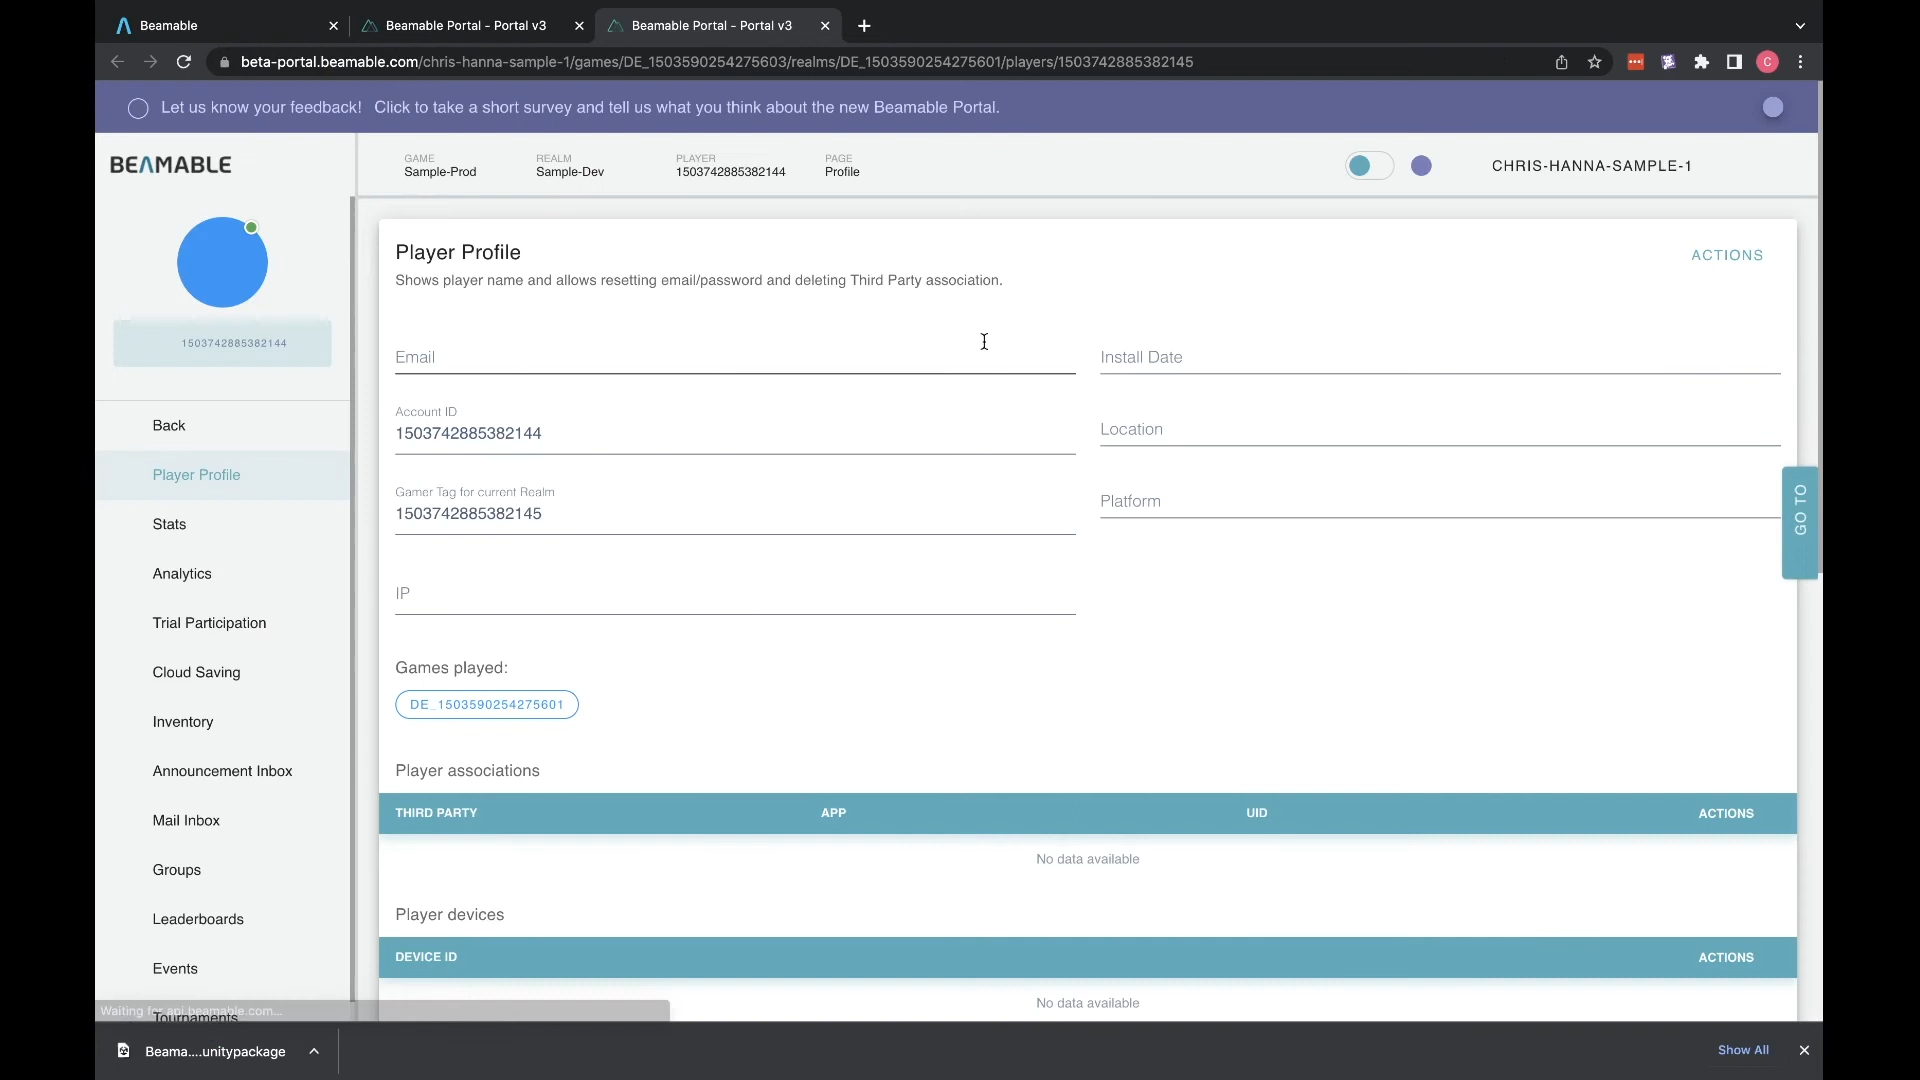 Beamable
Beamable Portal - Portal v3
Beamable Portal - Portal v3
beta-portal.beamable.com/chris-hanna-sample-1/games/DE_1503590254275603/realms/DE_1503590254275601/players/1503742885382145
C
Let us know your feedback! Click to take a short survey and tell us what you think about the new Beamable Portal.
BEAMABLE
GAME
Sample-Prod
REALM
Sample-Dev
PLAYER
1503742885382144
PAGE
Profile
CHRIS-HANNA-SAMPLE-1
1503742885382144
Back
Player Profile
Stats
Analytics
Trial Participation
Cloud Saving
Inventory
Announcement Inbox
Mail Inbox
Groups
Leaderboards
Events
Tournaments
Waiting for api.beamable.com...
Player Profile
ACTIONS
Shows player name and allows resetting email/password and deleting Third Party association.
Email
Install Date
Account ID
1503742885382144
Location
Gamer Tag for current Realm
1503742885382145
Platform
IP
GO TO
Games played:
DE_1503590254275601
Player associations
THIRD PARTY APP UID ACTIONS
No data available
Player devices
DEVICE ID ACTIONS
No data available
Beama....unitypackage
Show All